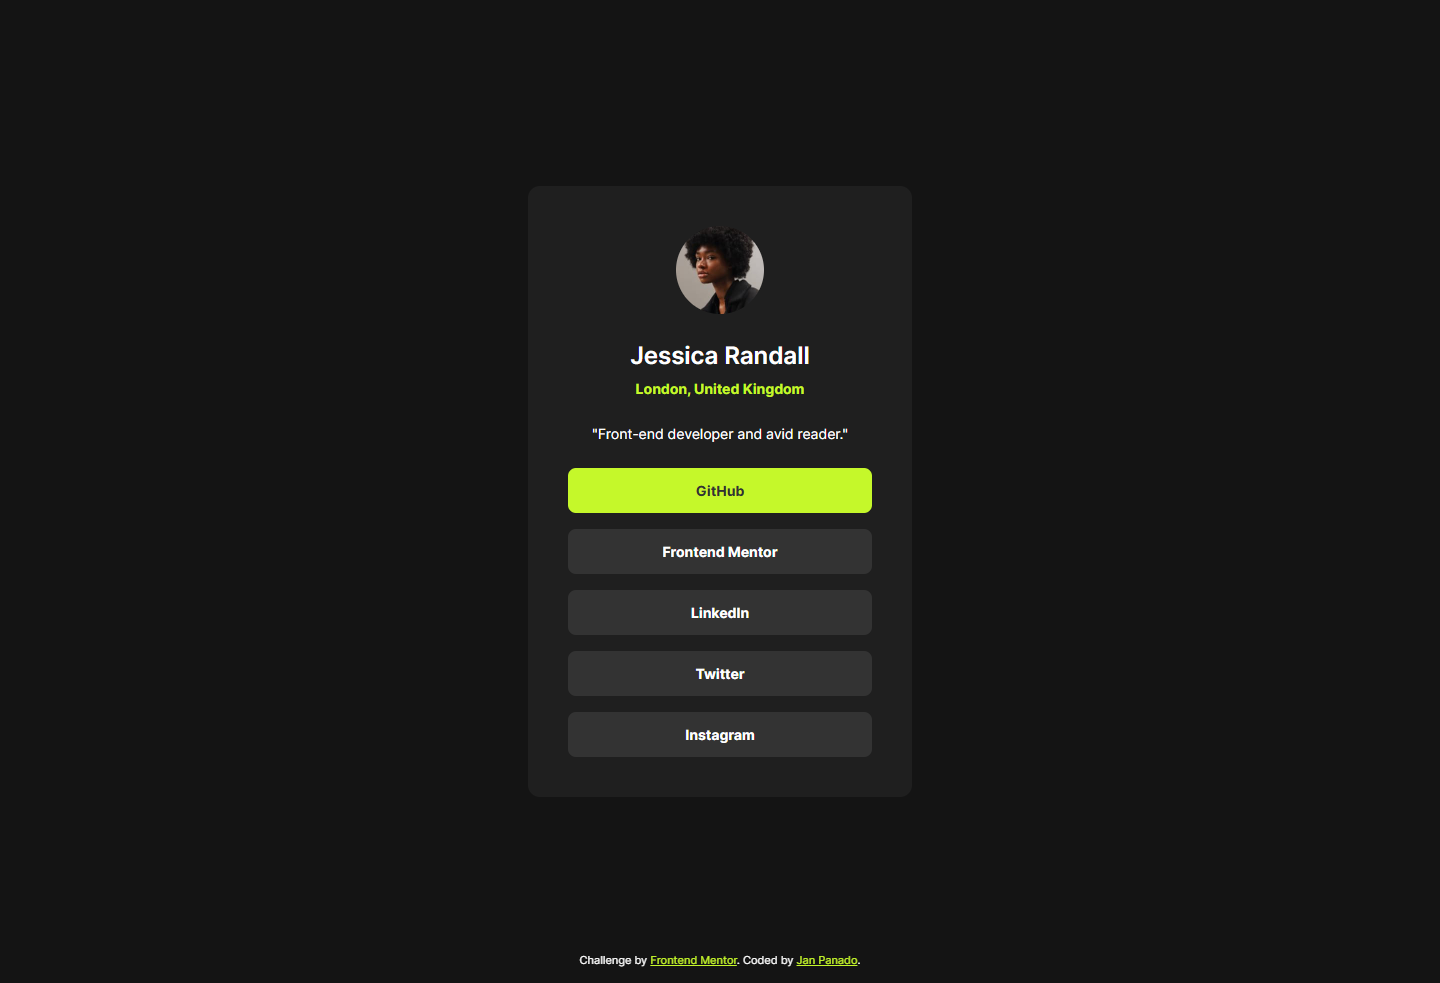 Jessica Randall
London, United Kingdom
"Front-end developer and avid reader."
GitHub
Frontend Mentor
LinkedIn
Twitter
Instagram
Challenge by Frontend Mentor. Coded by Jan Panado.